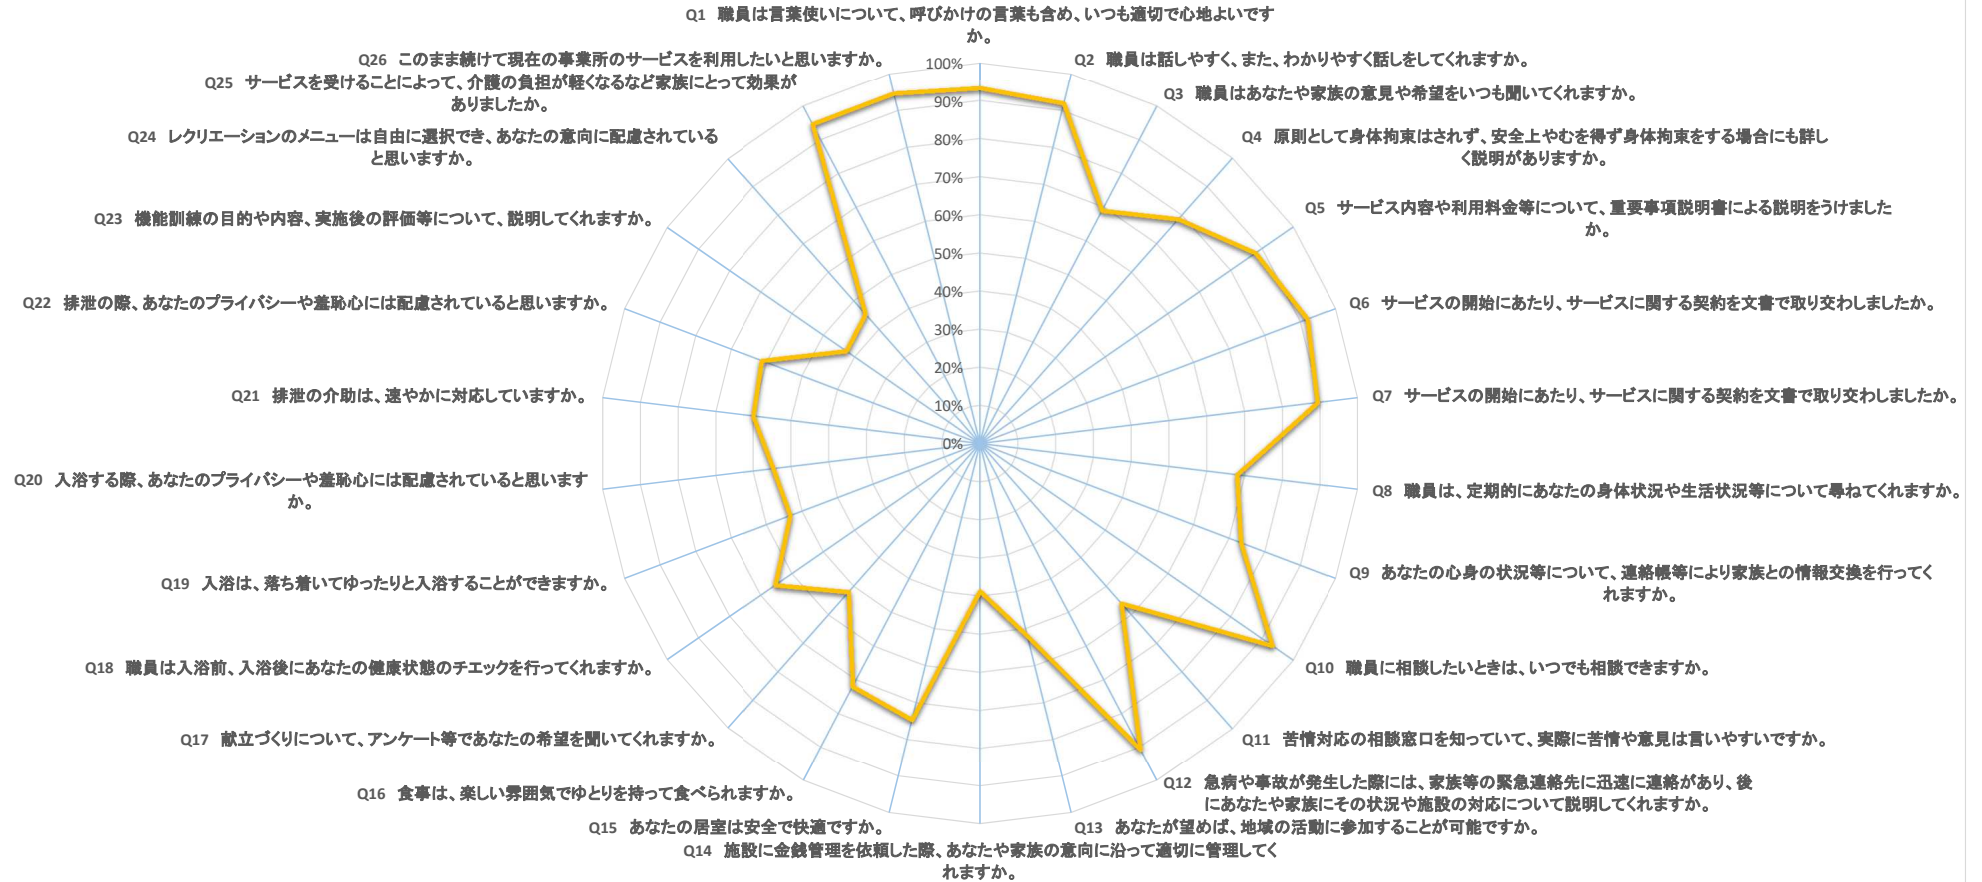 Q1 職員は言葉使いについて、呼びかけの言葉も含め、いつも適切で心地よいです
か。
Q2 職員は話しやすく、また、わかりやすく話しをしてくれますか。
Q3 職員はあなたや家族の意見や希望をいつも聞いてくれますか。
Q4 原則として身体拘束はされず、安全上やむを得ず身体拘束をする場合にも詳し
く説明がありますか。
Q5 サービス内容や利用料金等について、重要事項説明書による説明をうけました
か。
Q6 サービスの開始にあたり、サービスに関する契約を文書で取り交わしましたか。
Q7 サービスの開始にあたり、サービスに関する契約を文書で取り交わしましたか。
Q8 職員は、定期的にあなたの身体状況や生活状況等について尋ねてくれますか。
Q9 あなたの心身の状況等について、連絡帳等により家族との情報交換を行ってく
れますか。
Q10 職員に相談したいときは、いつでも相談できますか。
Q11 苦情対応の相談窓口を知っていて、実際に苦情や意見は言いやすいですか。
Q12 急病や事故が発生した際には、家族等の緊急連絡先に迅速に連絡があり、後
にあなたや家族にその状況や施設の対応について説明してくれますか。
Q13 あなたが望めば、地域の活動に参加することが可能ですか。
Q14 施設に金銭管理を依頼した際、あなたや家族の意向に沿って適切に管理してく
れますか。
Q15 あなたの居室は安全で快適ですか。
Q16 食事は、楽しい雰囲気でゆとりを持って食べられますか。
Q17 献立づくりについて、アンケート等であなたの希望を聞いてくれますか。
Q18 職員は入浴前、入浴後にあなたの健康状態のチエックを行ってくれますか。
Q19 入浴は、落ち着いてゆったりと入浴することができますか。
Q20 入浴する際、あなたのプライバシーや羞恥心には配慮されていると思います
か。
Q21 排泄の介助は、速やかに対応していますか。
Q22 排泄の際、あなたのプライバシーや羞恥心には配慮されていると思いますか。
Q23 機能訓練の目的や内容、実施後の評価等について、説明してくれますか。
Q24 レクリエーションのメニューは自由に選択でき、あなたの意向に配慮されている
と思いますか。
Q25 サービスを受けることによって、介護の負担が軽くなるなど家族にとって効果が
ありましたか。
Q26 このまま続けて現在の事業所のサービスを利用したいと思いますか。
100%
90%
80%
70%
60%
50%
40%
30%
20%
10%
0%